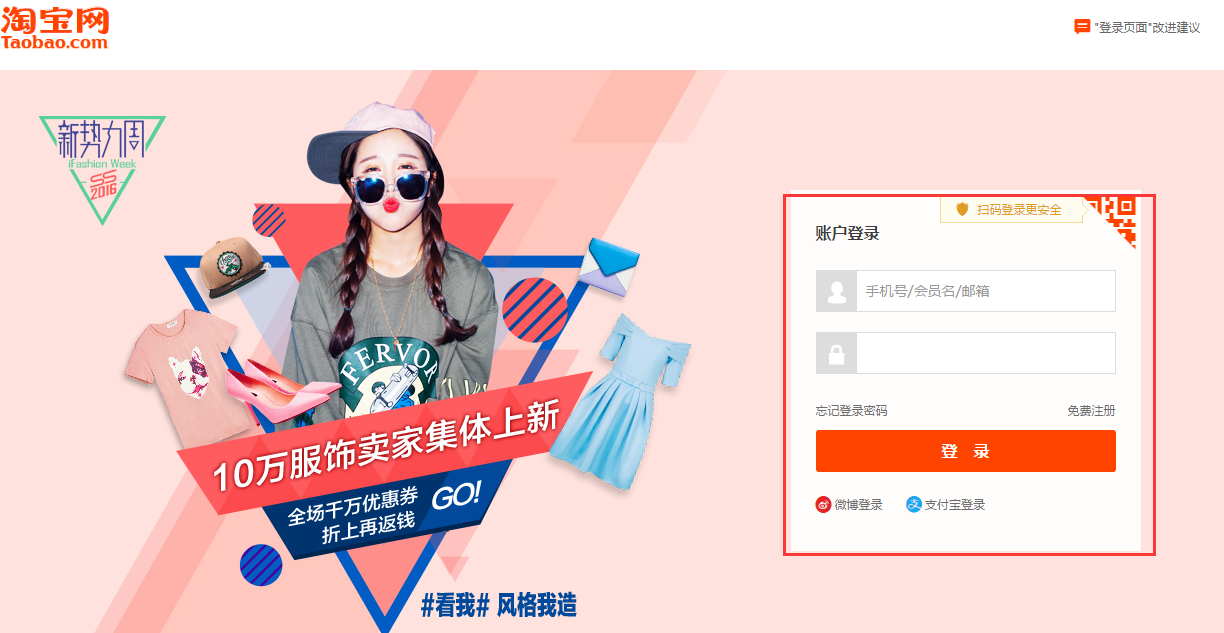 淘宝网
Taobao.com
"登录页面"改进建议
新势力周
iFashion Week
SS
2016
FERVOR
10万服饰卖家集体上新
全场千万优惠券
折上再返钱
GO!
#看我# 风格我造
扫码登录更安全
账户登录
手机号/会员名/邮箱
忘记登录密码
免费注册
登 录
微博登录
支付宝登录